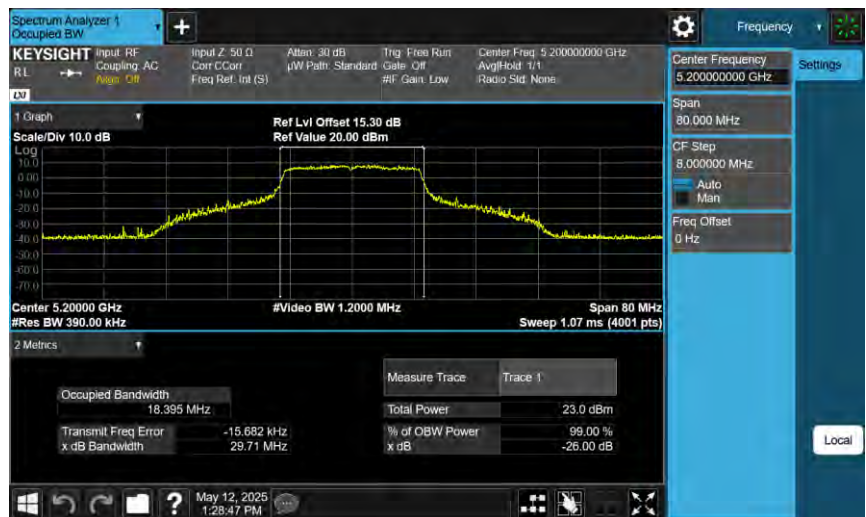 Spectrum Analyzer 1
Occupied BW
Frequency
KEYSIGHT
RL
LXI
Input: RF
Coupling: AC
Align: Off
Input Z: 50 Ω
Corr CCorr
Freq Ref: Int (S)
Atten: 30 dB
µW Path: Standard
Trig: Free Run
Gate: Off
#IF Gain: Low
Center Freq: 5.200000000 GHz
Avg|Hold: 1/1
Radio Std: None
Center Frequency
5.200000000 GHz
Settings
Span
80.000 MHz
CF Step
8.000000 MHz
Auto
Man
Freq Offset
0 Hz
1 Graph
Scale/Div 10.0 dB
Ref Lvl Offset 15.30 dB
Ref Value 20.00 dBm
Log
10.0
0.00
-10.0
-20.0
-30.0
-40.0
-50.0
-60.0
-70.0
Center 5.20000 GHz
#Video BW 1.2000 MHz
Span 80 MHz
#Res BW 390.00 kHz
Sweep 1.07 ms (4001 pts)
2 Metrics
Measure Trace
Trace 1
Occupied Bandwidth
18.395 MHz
Total Power
23.0 dBm
Transmit Freq Error
-15.682 kHz
% of OBW Power
99.00 %
x dB Bandwidth
29.71 MHz
x dB
-26.00 dB
Local
?
May 12, 2025
1:28:47 PM